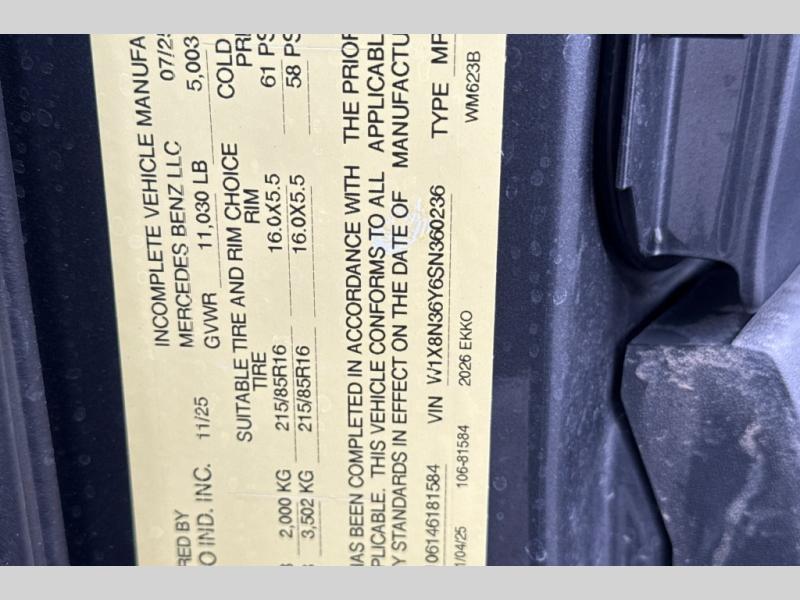 RED BY
O IND. INC. 11/25
INCOMPLETE VEHICLE MANUFA
MERCEDES BENZ LLC 07/25
GVWR 11,030 LB 5,003
SUITABLE TIRE AND RIM CHOICE COLD
TIRE RIM PR
2,000 KG 215/85R16 16.0X5.5 61 PS
3,502 KG 215/85R16 16.0X5.5 58 PS
HAS BEEN COMPLETED IN ACCORDANCE WITH THE PRIOR
PLICABLE. THIS VEHICLE CONFORMS TO ALL APPLICABL
Y STANDARDS IN EFFECT ON THE DATE OF MANUFACTU
06146181584 VIN W1X8N36Y6SN360236 TYPE MP
1/04/25 106-81584 2026 EKKO WM623B